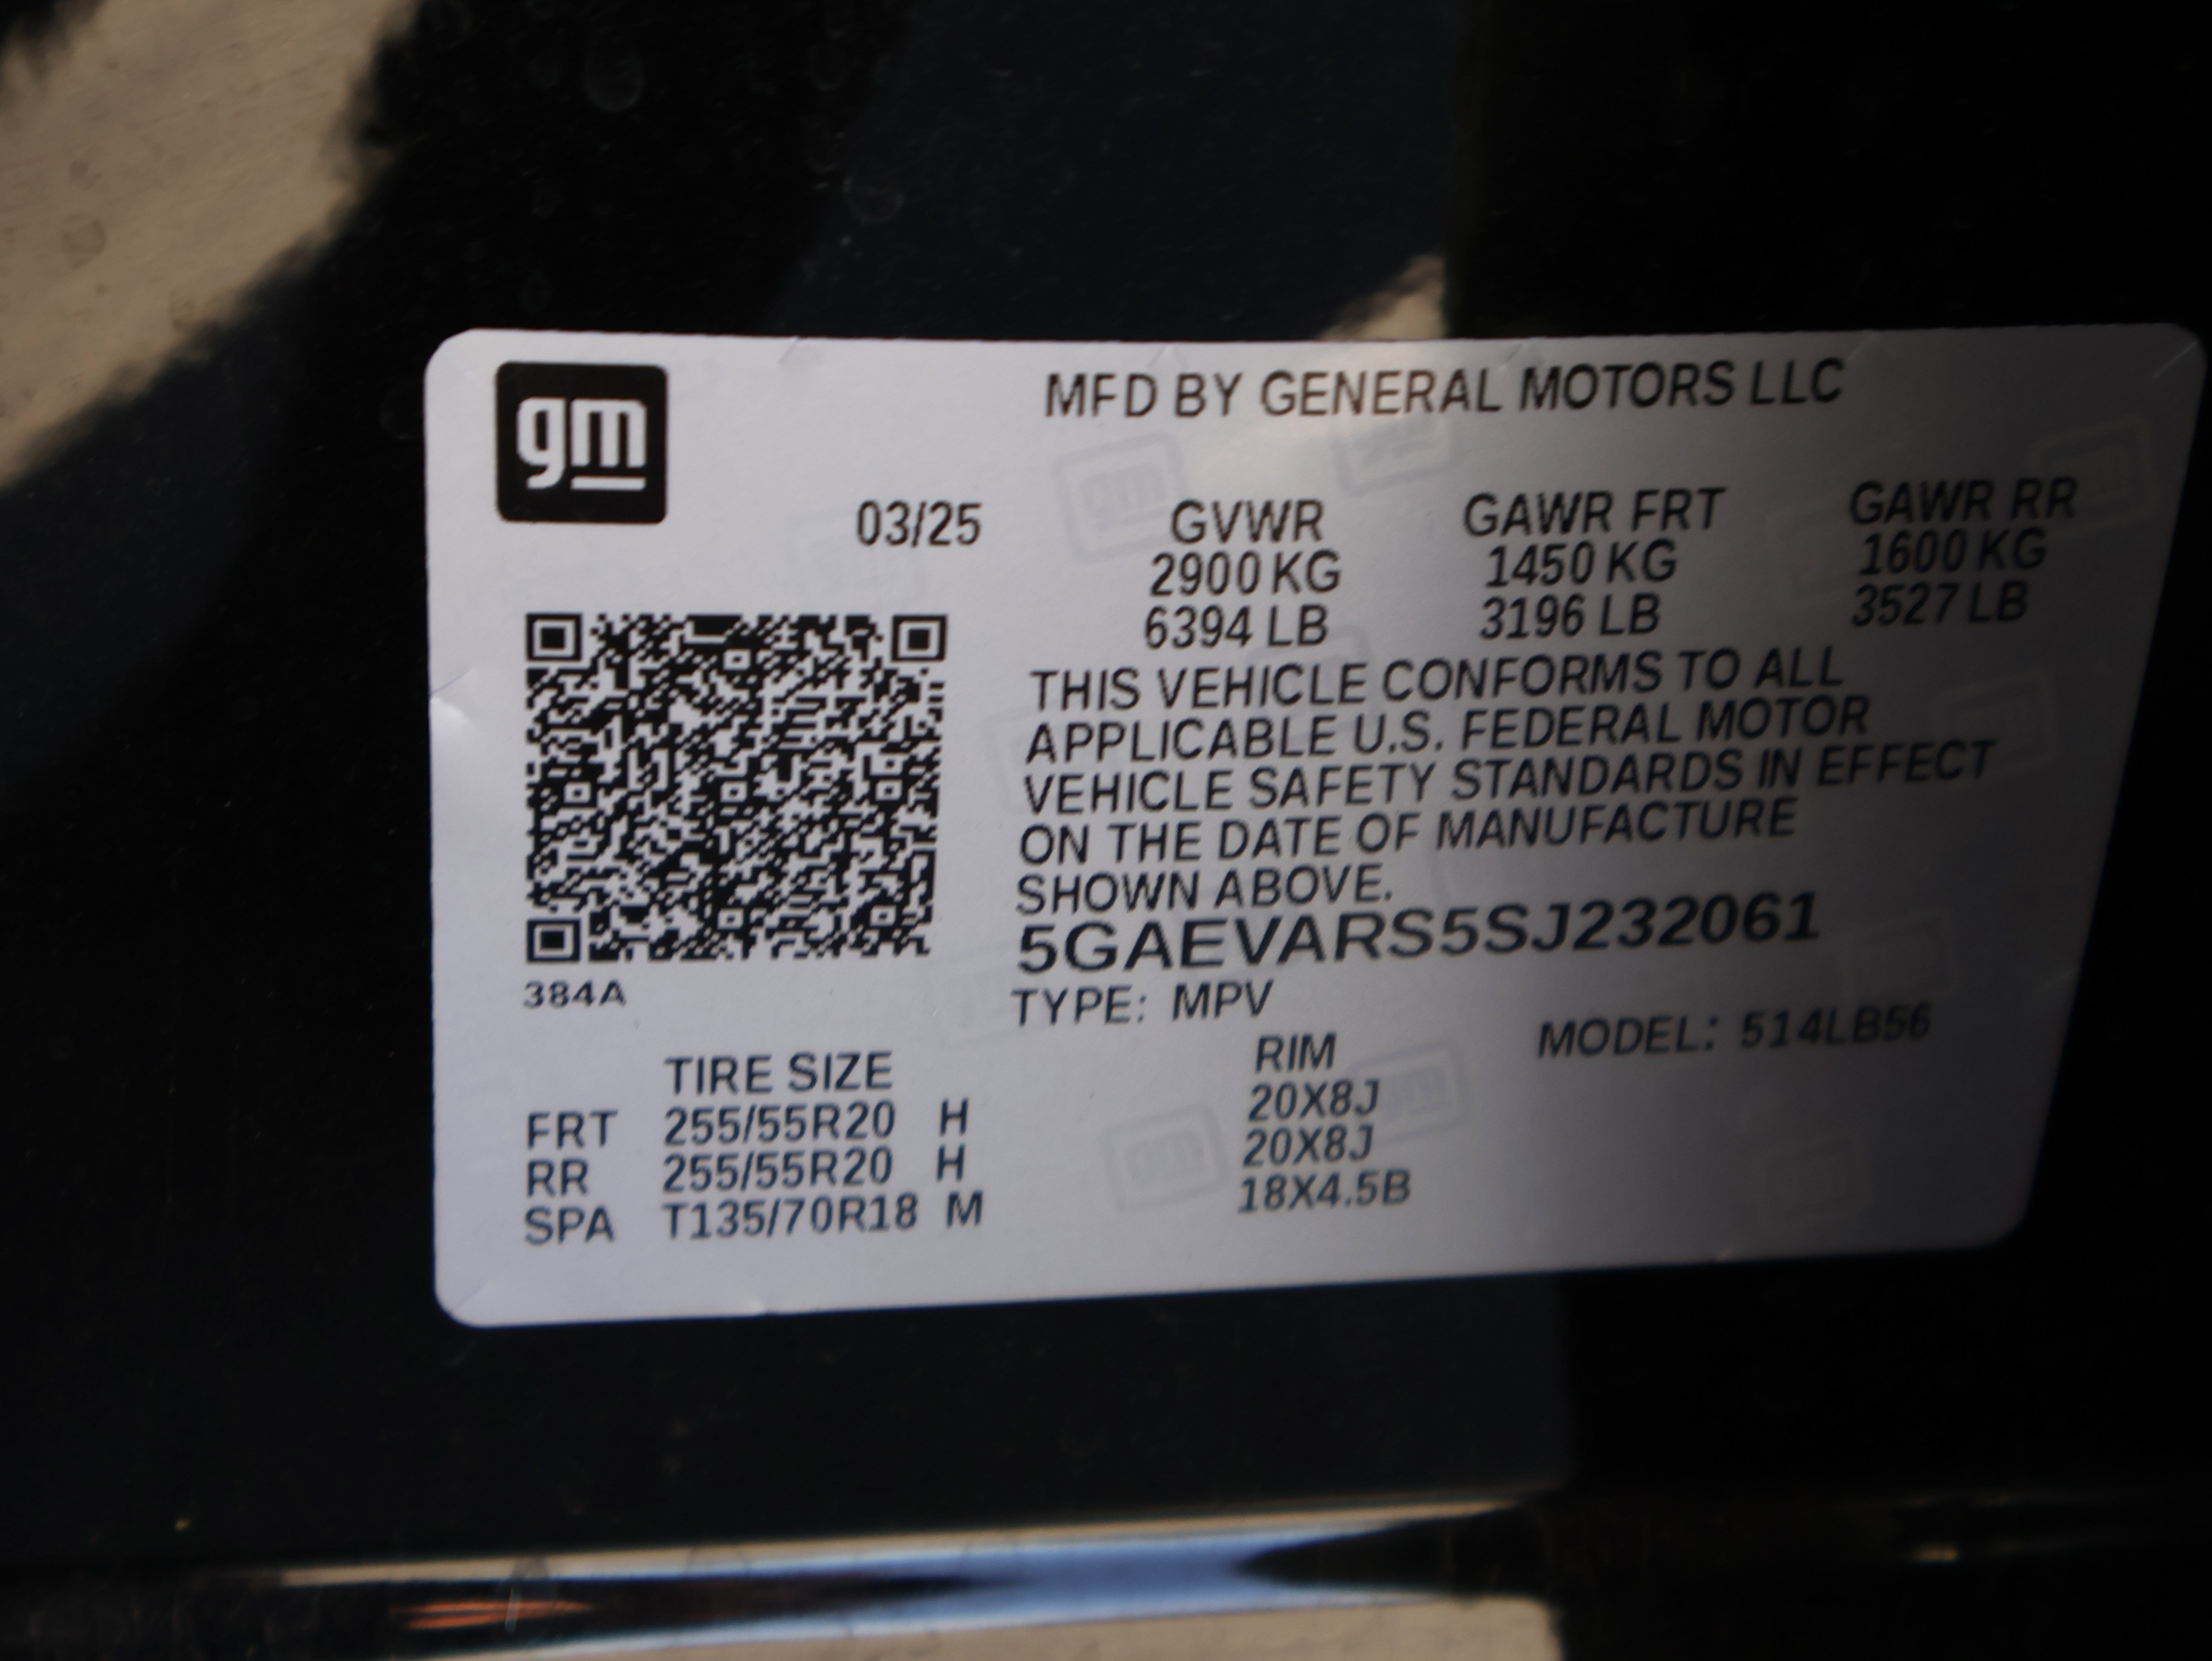 gm
MFD BY GENERAL MOTORS LLC
03/25 GVWR GAWR FRT GAWR RR
2900 KG 1450 KG 1600 KG
6394 LB 3196 LB 3527 LB
THIS VEHICLE CONFORMS TO ALL
APPLICABLE U.S. FEDERAL MOTOR
VEHICLE SAFETY STANDARDS IN EFFECT
ON THE DATE OF MANUFACTURE
SHOWN ABOVE.
5GAEVARS5SJ232061
384A
TYPE: MPV MODEL: 514LB56
TIRE SIZE RIM
FRT 255/55R20 H 20X8J
RR 255/55R20 H 20X8J
SPA T135/70R18 M 18X4.5B